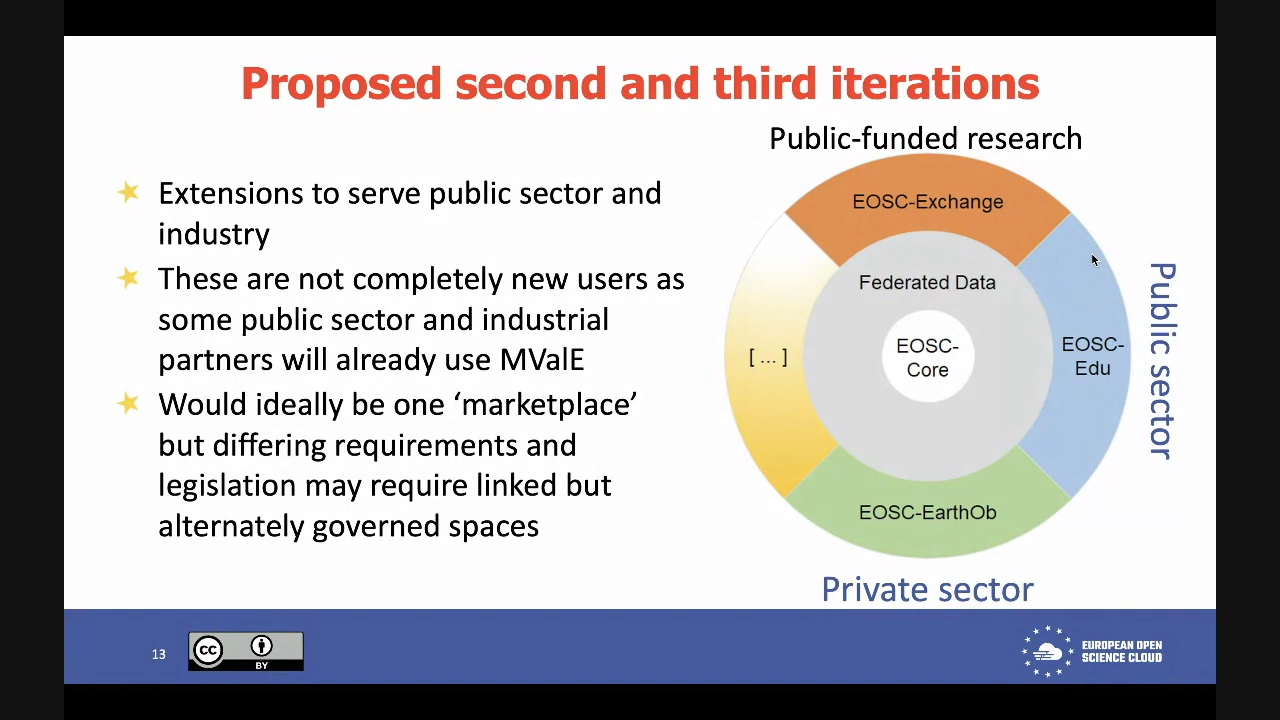 Proposed second and third iterations
Extensions to serve public sector and
industry
These are not completely new users as
some public sector and industrial
partners will already use MValE
Would ideally be one ‘marketplace’
but differing requirements and
legislation may require linked but
alternately governed spaces
Public-funded research
EOSC-Exchange
Federated Data
EOSC-
Core
[ ... ]
EOSC-
Edu
EOSC-EarthOb
Public sector
Private sector
13
CC
BY
EUROPEAN OPEN
SCIENCE CLOUD